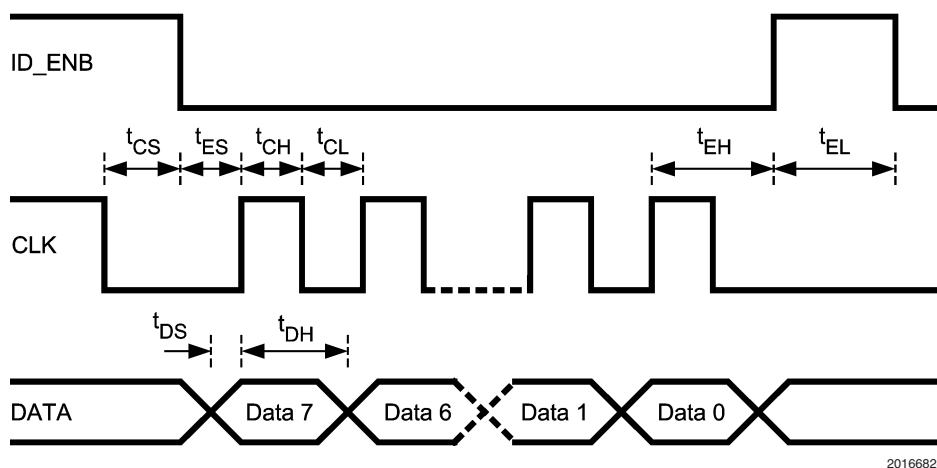 ID_ENB
tCS tES tCH tCL tEH tEL
CLK
tDS tDH
DATA Data 7 Data 6 Data 1 Data 0
2016682